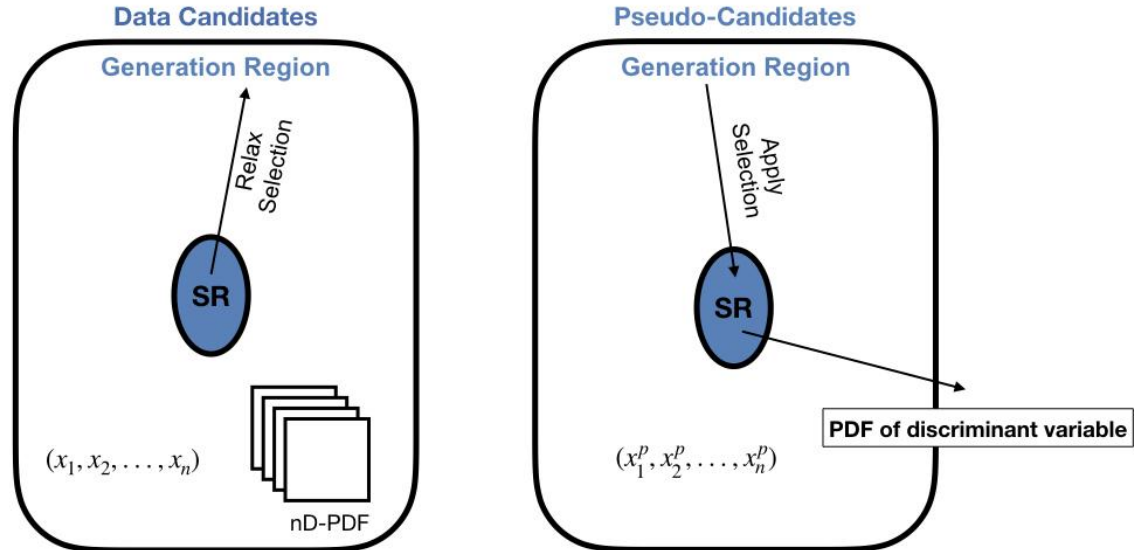 Data Candidates
Generation Region
Relax
Selection
SR
(x₁, x₂, . . . , xₙ)
nD-PDF
Pseudo-Candidates
Generation Region
Apply
Selection
SR
PDF of discriminant variable
(x₁ᵖ, x₂ᵖ, . . . , xₙᵖ)